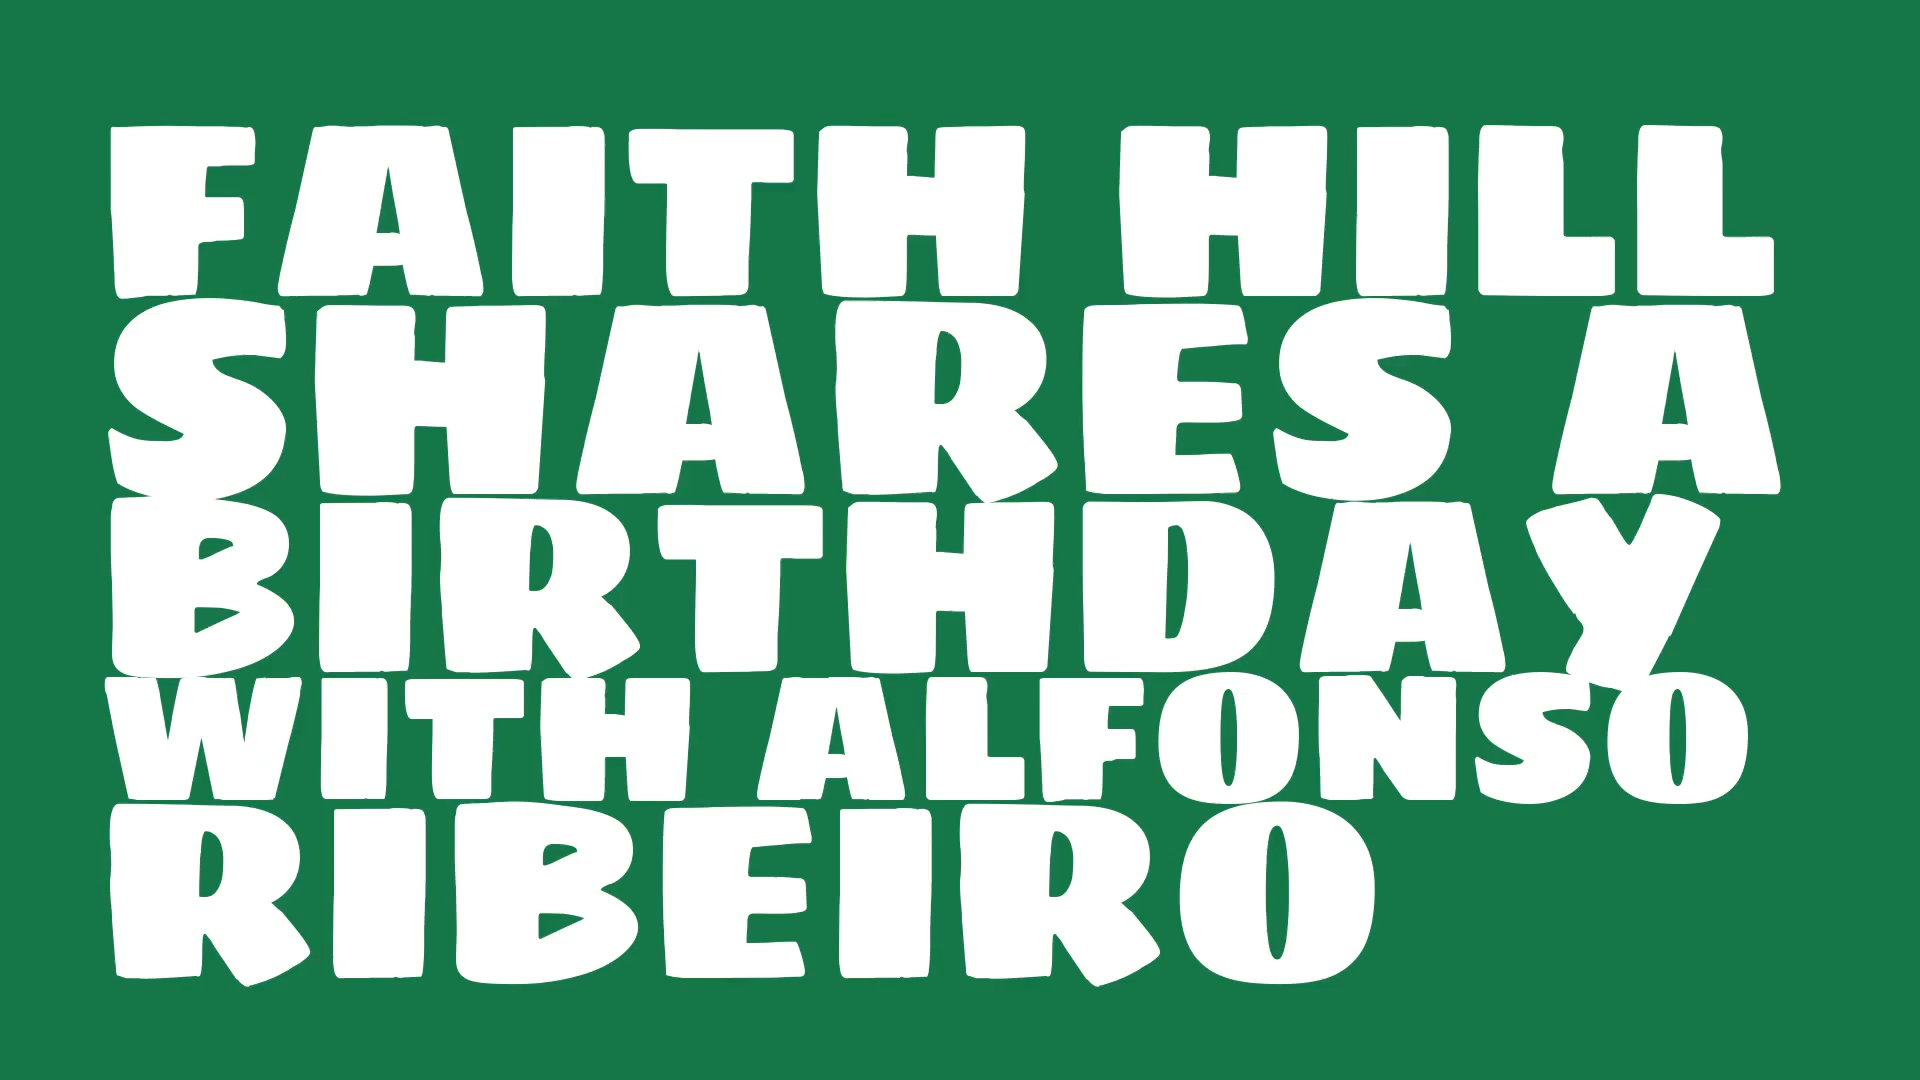 FAITH HILL
SHARES A
BIRTHDAY
WITH ALFONSO
RIBEIRO